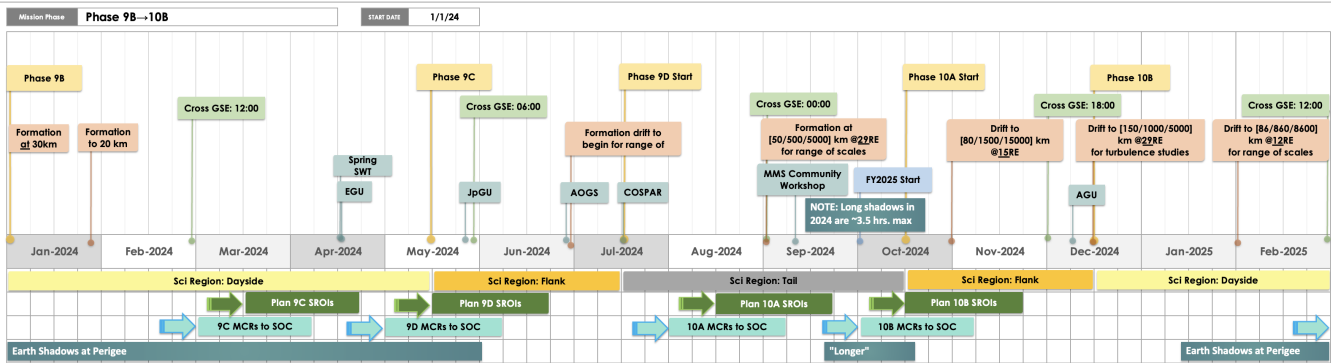 Mission Phase
Phase 9B→10B
START DATE
1/1/24
Phase 9B
Phase 9C
Phase 9D Start
Phase 10A Start
Phase 10B
Cross GSE: 12:00
Cross GSE: 06:00
Cross GSE: 00:00
Cross GSE: 18:00
Cross GSE: 12:00
Formation
at 30km
Formation
to 20 km
Formation drift to
begin for range of
Formation at
[50/500/5000] km @29RE
for range of scales
Drift to
[80/1500/15000] km
@15RE
Drift to [150/1000/5000]
km @29RE
for turbulence studies
Drift to [86/860/8600]
km @12RE
for range of scales
Spring
SWT
EGU
JpGU
AOGS
COSPAR
MMS Community
Workshop
FY2025 Start
AGU
NOTE: Long shadows in
2024 are ~3.5 hrs. max
Jan-2024
Feb-2024
Mar-2024
Apr-2024
May-2024
Jun-2024
Jul-2024
Aug-2024
Sep-2024
Oct-2024
Nov-2024
Dec-2024
Jan-2025
Feb-2025
Sci Region: Dayside
Sci Region: Flank
Sci Region: Tail
Sci Region: Flank
Sci Region: Dayside
Plan 9C SROIs
Plan 9D SROIs
Plan 10A SROIs
Plan 10B SROIs
9C MCRs to SOC
9D MCRs to SOC
10A MCRs to SOC
10B MCRs to SOC
Earth Shadows at Perigee
"Longer"
Earth Shadows at Perigee